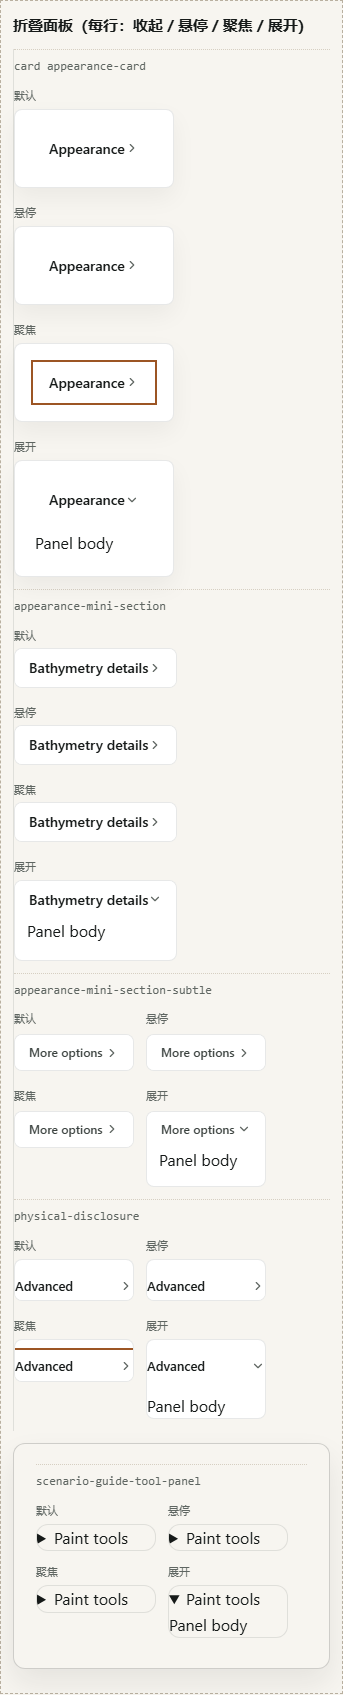 折叠面板（每行：收起 / 悬停 / 聚焦 / 展开）
card appearance-card
默认
Appearance
悬停
Appearance
聚焦
Appearance
展开
Appearance
Panel body
appearance-mini-section
默认
Bathymetry details
悬停
Bathymetry details
聚焦
Bathymetry details
展开
Bathymetry details
Panel body
appearance-mini-section-subtle
默认 悬停
More options More options
聚焦 展开
More options More options
Panel body
physical-disclosure
默认 悬停
Advanced Advanced
聚焦 展开
Advanced Advanced
Panel body
scenario-guide-tool-panel
默认 悬停
Paint tools Paint tools
聚焦 展开
Paint tools Paint tools
Panel body